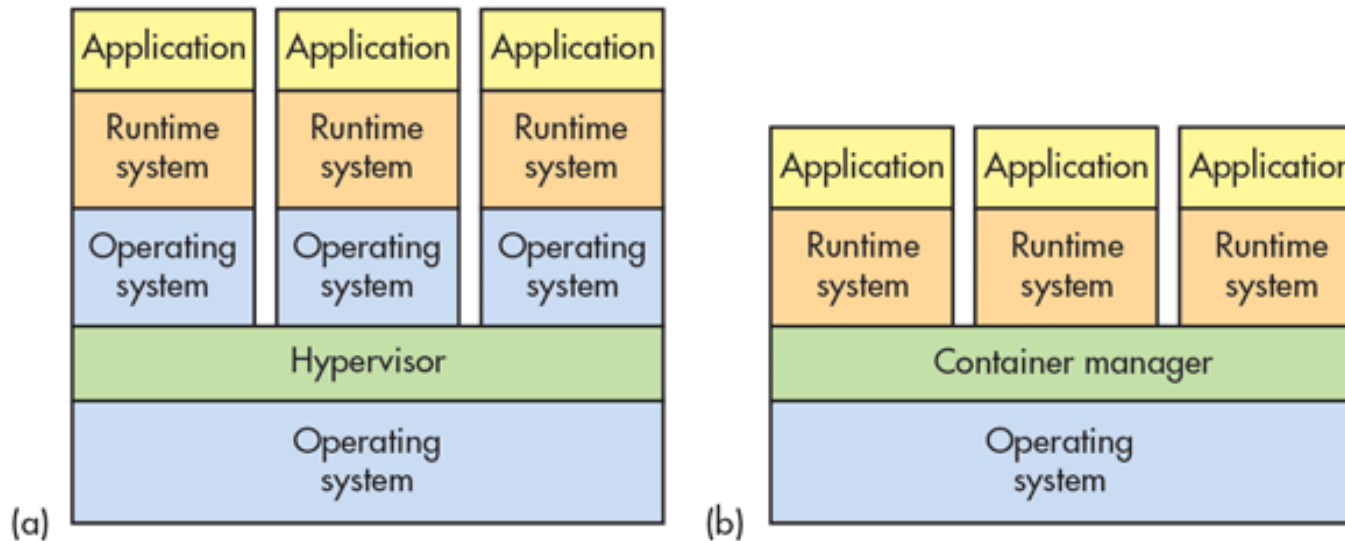 Application Application Application
Runtime Runtime Runtime
system system system
Application Application Application
Operating Operating Operating
system system system
Runtime Runtime Runtime
system system system
Hypervisor
Container manager
Operating
system
Operating
system
(a)
(b)